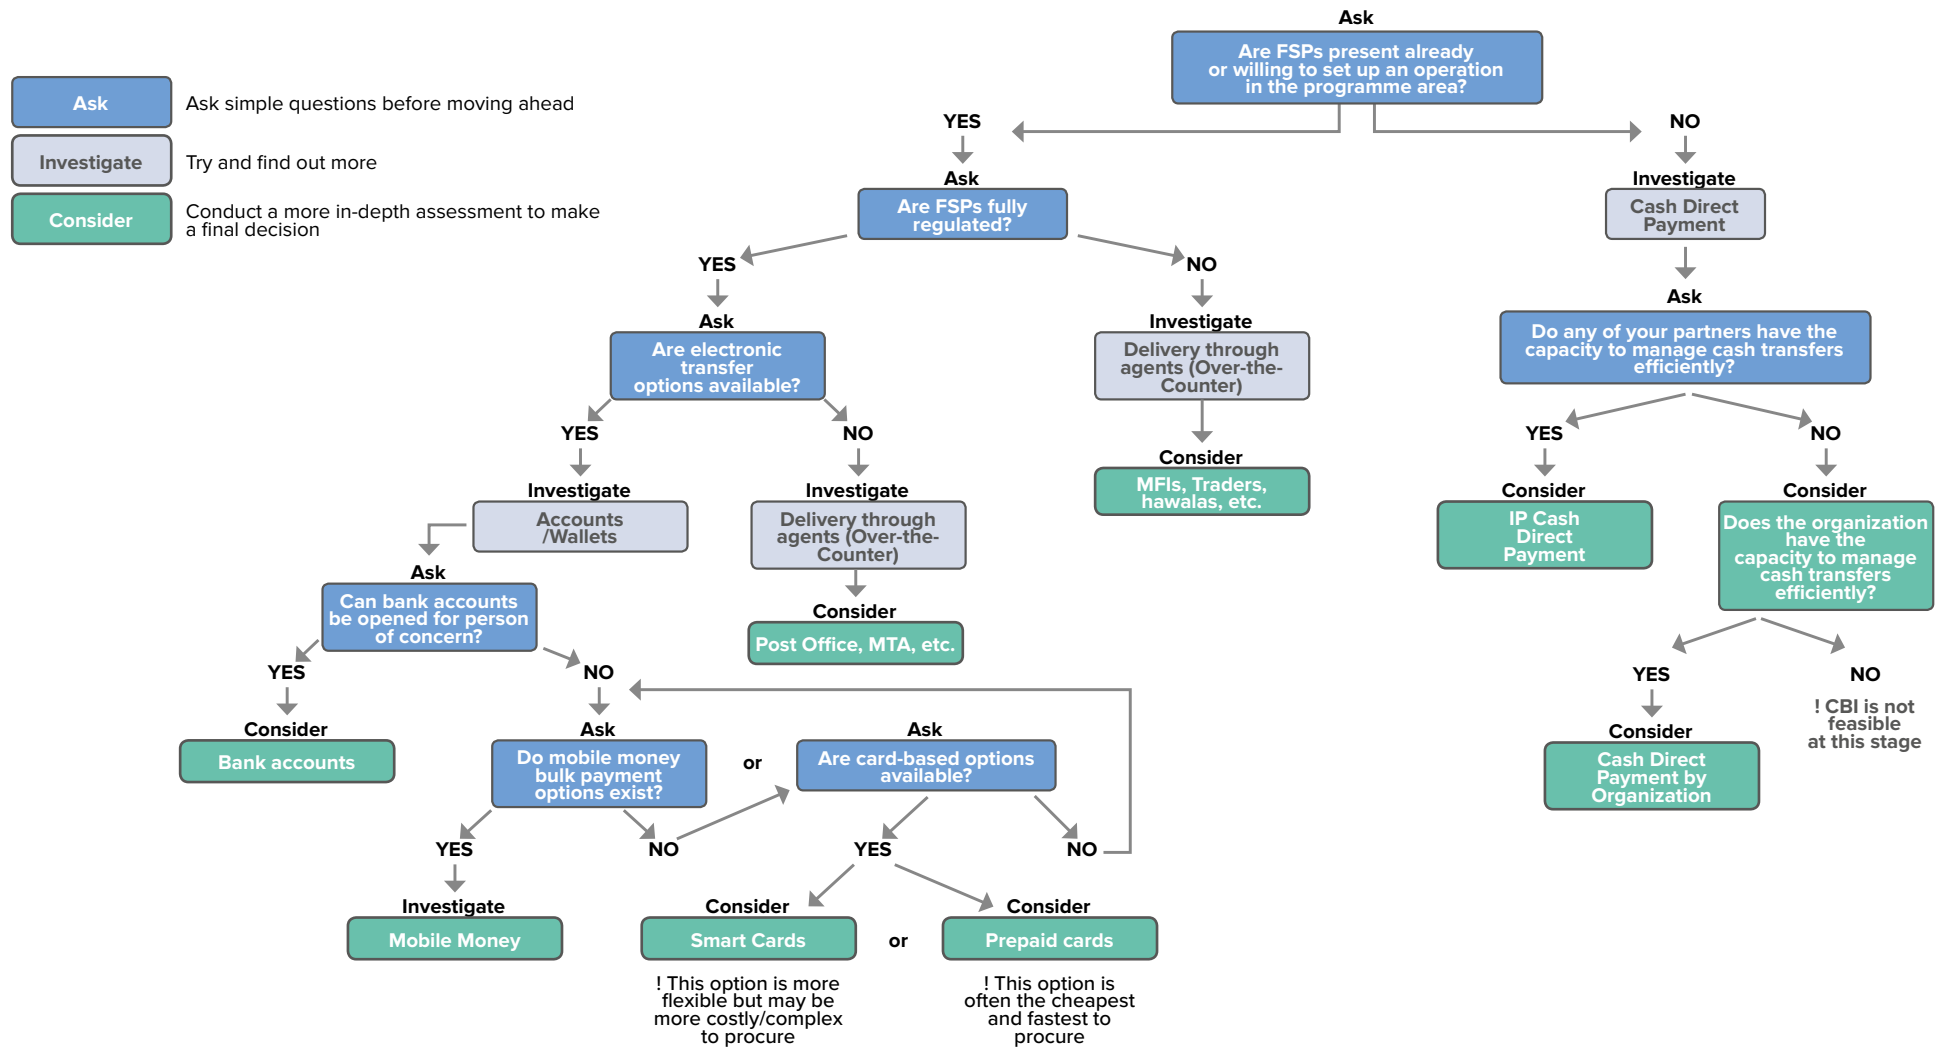 Ask
Ask simple questions before moving ahead
Investigate
Try and find out more
Consider
Conduct a more in-depth assessment to make
a final decision
Ask
Are FSPs present already
or willing to set up an operation
in the programme area?
YES
NO
Ask
Are FSPs fully
regulated?
Investigate
Cash Direct
Payment
YES
NO
Ask
Are electronic
transfer
options available?
Investigate
Delivery through
agents (Over-the-
Counter)
Ask
Do any of your partners have the
capacity to manage cash transfers
efficiently?
YES
NO
Consider
MFIs, Traders,
hawalas, etc.
YES
NO
Investigate
Accounts
/Wallets
Investigate
Delivery through
agents (Over-the-
Counter)
Consider
IP Cash
Direct
Payment
Consider
Does the organization
have the
capacity to manage
cash transfers
efficiently?
Ask
Can bank accounts
be opened for person
of concern?
Consider
Post Office, MTA, etc.
YES
NO
YES
NO
! CBI is not
feasible
at this stage
Consider
Bank accounts
Ask
Do mobile money
bulk payment
options exist?
or
Ask
Are card-based options
available?
Consider
Cash Direct
Payment by
Organization
YES
NO
YES
NO
Investigate
Mobile Money
Consider
Smart Cards
or
Consider
Prepaid cards
! This option is more
flexible but may be
more costly/complex
to procure
! This option is
often the cheapest
and fastest to
procure